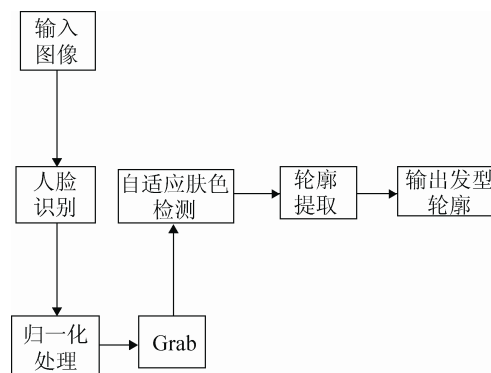 输入
图像
人脸
识别
归一化
处理
Grab
自适应肤色
检测
轮廓
提取
输出发型
轮廓